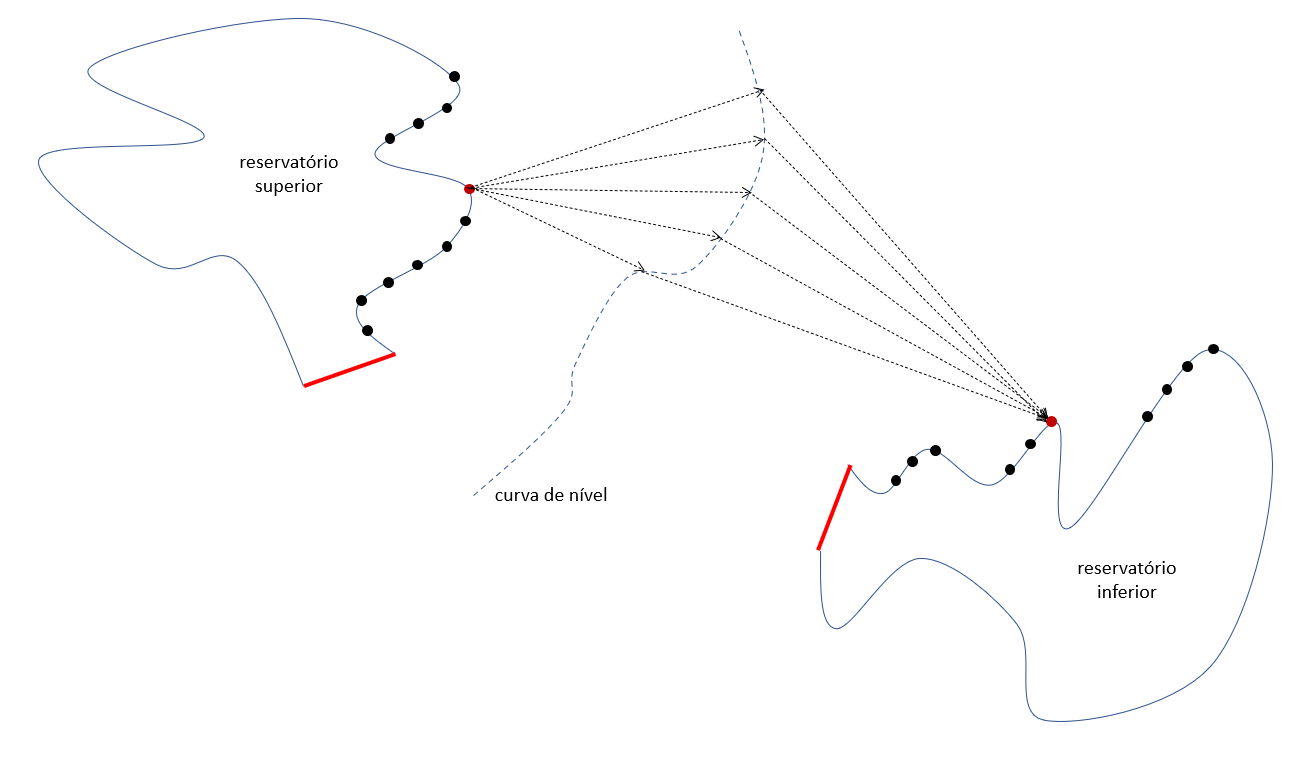 reservatório
superior
curva de nível
reservatório
inferior